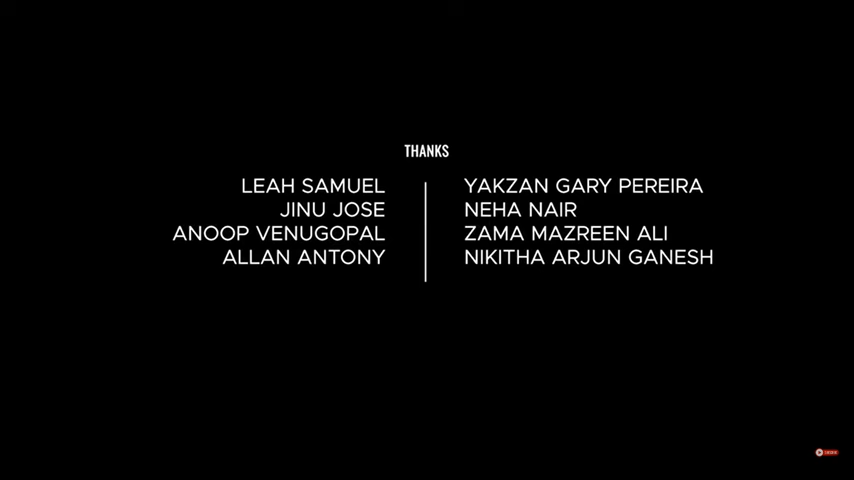 THANKS
LEAH SAMUEL
JINU JOSE
ANOOP VENUGOPAL
ALLAN ANTONY
YAKZAN GARY PEREIRA
NEHA NAIR
ZAMA MAZREEN ALI
NIKITHA ARJUN GANESH